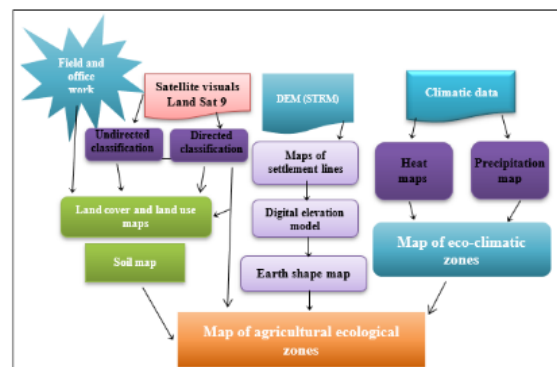 Field and
office work
Satellite visuals
Land Sat 9
DEM (STRM)
Climatic data
Undirected
classification
Directed
classification
Maps of
settlement lines
Heat
maps
Precipitation
map
Land cover and land use
maps
Digital elevation
model
Map of eco-climatic
zones
Soil map
Earth shape map
Map of agricultural ecological
zones